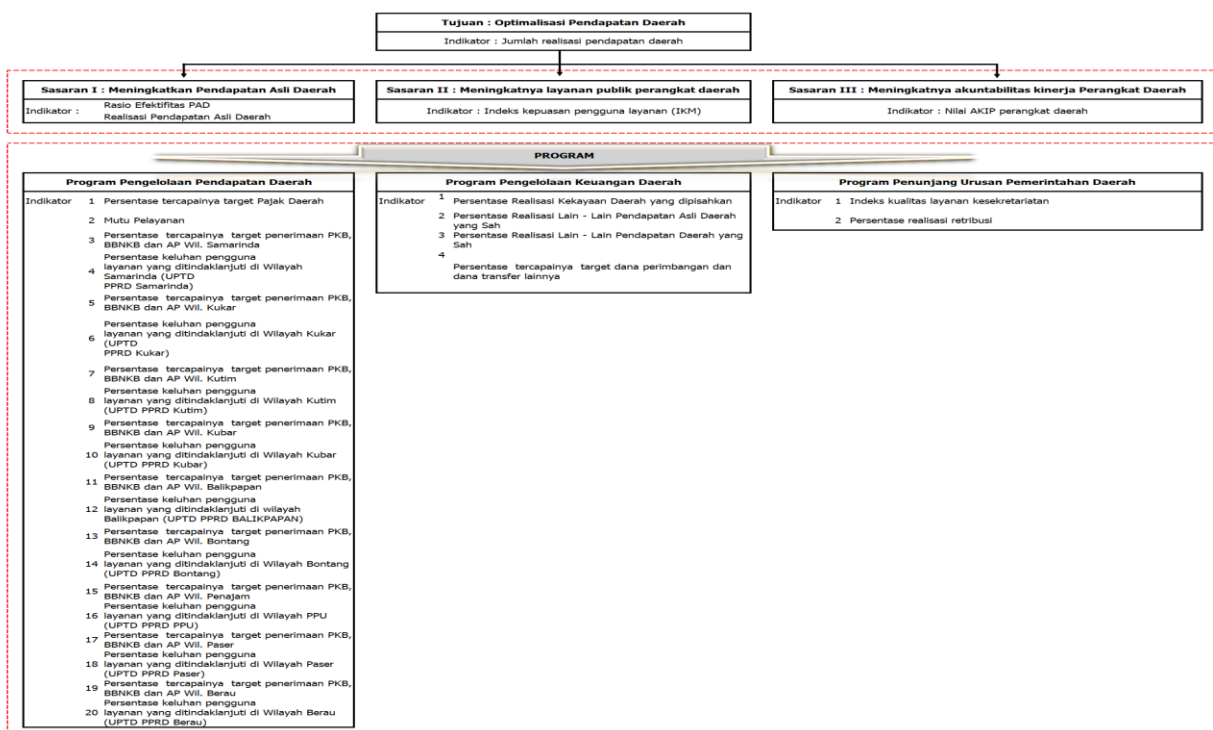 Tujuan : Optimalisasi Pendapatan Daerah
Indikator : Jumlah realisasi pendapatan daerah
Sasaran I : Meningkatkan Pendapatan Asli Daerah
Indikator :
Rasio Efektifitas PAD
Realisasi Pendapatan Asli Daerah
Sasaran II : Meningkatnya layanan publik perangkat daerah
Indikator : Indeks kepuasan pengguna layanan (IKM)
Sasaran III : Meningkatnya akuntabilitas kinerja Perangkat Daerah
Indikator : Nilai AKIP perangkat daerah
PROGRAM
Program Pengelolaan Pendapatan Daerah
Indikator 1 Persentase tercapainya target Pajak Daerah
2 Mutu Pelayanan
3 Persentase tercapainya target penerimaan PKB,
BBNKB dan AP Wil. Samarinda
Persentase keluhan pengguna
4 layanan yang ditindaklanjuti di Wilayah
Samarinda (UPTD
PPRD Samarinda)
5 Persentase tercapainya target penerimaan PKB,
BBNKB dan AP Wil. Kukar
Persentase keluhan pengguna
6 layanan yang ditindaklanjuti di Wilayah Kukar
(UPTD
PPRD Kukar)
7 Persentase tercapainya target penerimaan PKB,
BBNKB dan AP Wil. Kutim
Persentase keluhan pengguna
8 layanan yang ditindaklanjuti di Wilayah Kutim
(UPTD PPRD Kutim)
9 Persentase tercapainya target penerimaan PKB,
BBNKB dan AP Wil. Kubar
Persentase keluhan pengguna
10 layanan yang ditindaklanjuti di Wilayah Kubar
(UPTD PPRD Kubar)
11 Persentase tercapainya target penerimaan PKB,
BBNKB dan AP Wil. Balikpapan
Persentase keluhan pengguna
12 layanan yang ditindaklanjuti di wilayah
Balikpapan (UPTD PPRD BALIKPAPAN)
13 Persentase tercapainya target penerimaan PKB,
BBNKB dan AP Wil. Bontang
Persentase keluhan pengguna
14 layanan yang ditindaklanjuti di Wilayah Bontang
(UPTD PPRD Bontang)
15 Persentase tercapainya target penerimaan PKB,
BBNKB dan AP Wil. Penajam
Persentase keluhan pengguna
16 layanan yang ditindaklanjuti di Wilayah PPU
(UPTD PPRD PPU)
17 Persentase tercapainya target penerimaan PKB,
BBNKB dan AP Wil. Paser
Persentase keluhan pengguna
18 layanan yang ditindaklanjuti di Wilayah Paser
(UPTD PPRD Paser)
19 Persentase tercapainya target penerimaan PKB,
BBNKB dan AP Wil. Berau
Persentase keluhan pengguna
20 layanan yang ditindaklanjuti di Wilayah Berau
(UPTD PPRD Berau)
Program Pengelolaan Keuangan Daerah
Indikator 1 Persentase Realisasi Kekayaan Daerah yang dipisahkan
2 Persentase Realisasi Lain - Lain Pendapatan Asli Daerah
yang Sah
3 Persentase Realisasi Lain - Lain Pendapatan Daerah yang
Sah
4
Persentase tercapainya target dana perimbangan dan
dana transfer lainnya
Program Penunjang Urusan Pemerintahan Daerah
Indikator 1 Indeks kualitas layanan kesekretariatan
2 Persentase realisasi retribusi